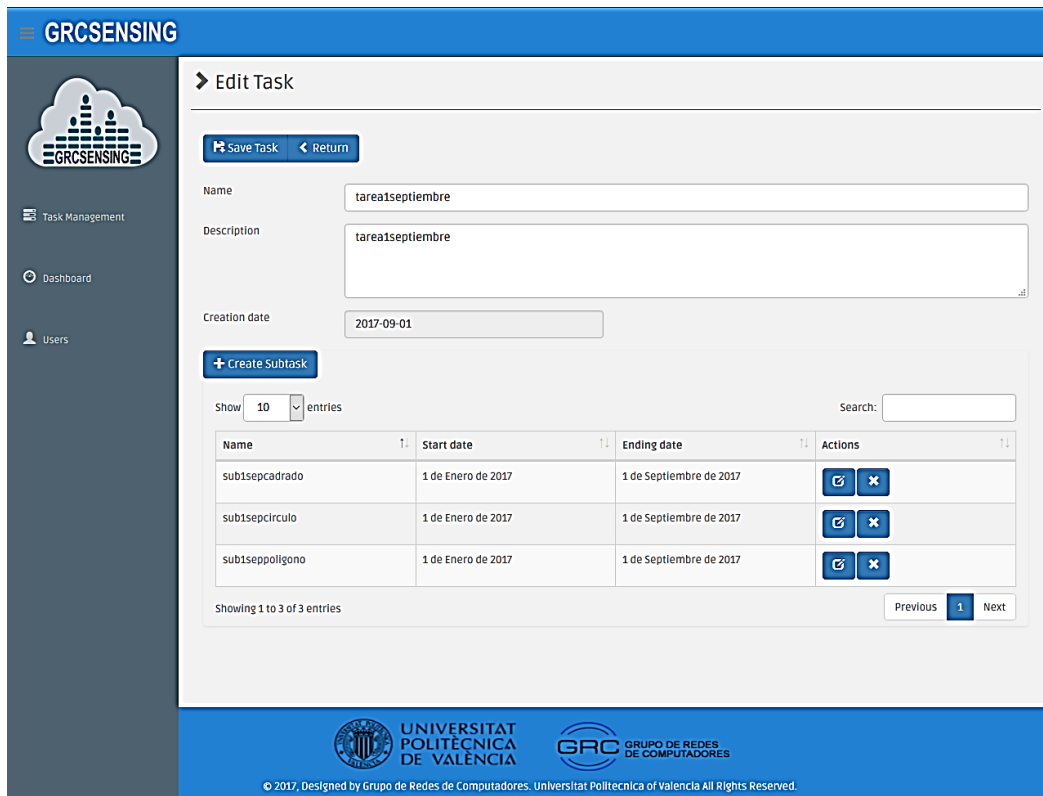 GRCSENSING
GRCSENSING
Task Management
Dashboard
Users
Edit Task
Save Task Return
Name tarea1septiembre
Description tarea1septiembre
Creation date 2017-09-01
Create Subtask
Show 10 entries Search:
Name Start date Ending date Actions
sub1sepcadrado 1 de Enero de 2017 1 de Septiembre de 2017
sub1sepcirculo 1 de Enero de 2017 1 de Septiembre de 2017
sub1seppoligono 1 de Enero de 2017 1 de Septiembre de 2017
Showing 1 to 3 of 3 entries Previous 1 Next
UNIVERSITAT
POLITÈCNICA
DE VALÈNCIA
GRC GRUPO DE REDES
DE COMPUTADORES
© 2017, Designed by Grupo de Redes de Computadores. Universitat Politecnica of Valencia All Rights Reserved.